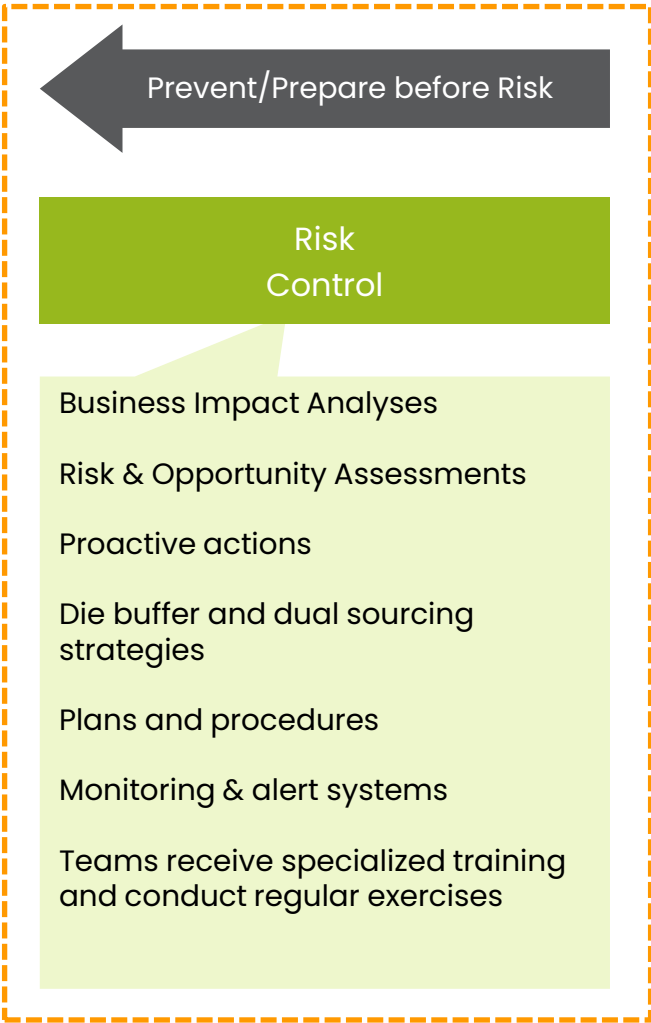 Prevent/Prepare before Risk
Risk
Control
Business Impact Analyses
Risk & Opportunity Assessments
Proactive actions
Die buffer and dual sourcing
strategies
Plans and procedures
Monitoring & alert systems
Teams receive specialized training
and conduct regular exercises